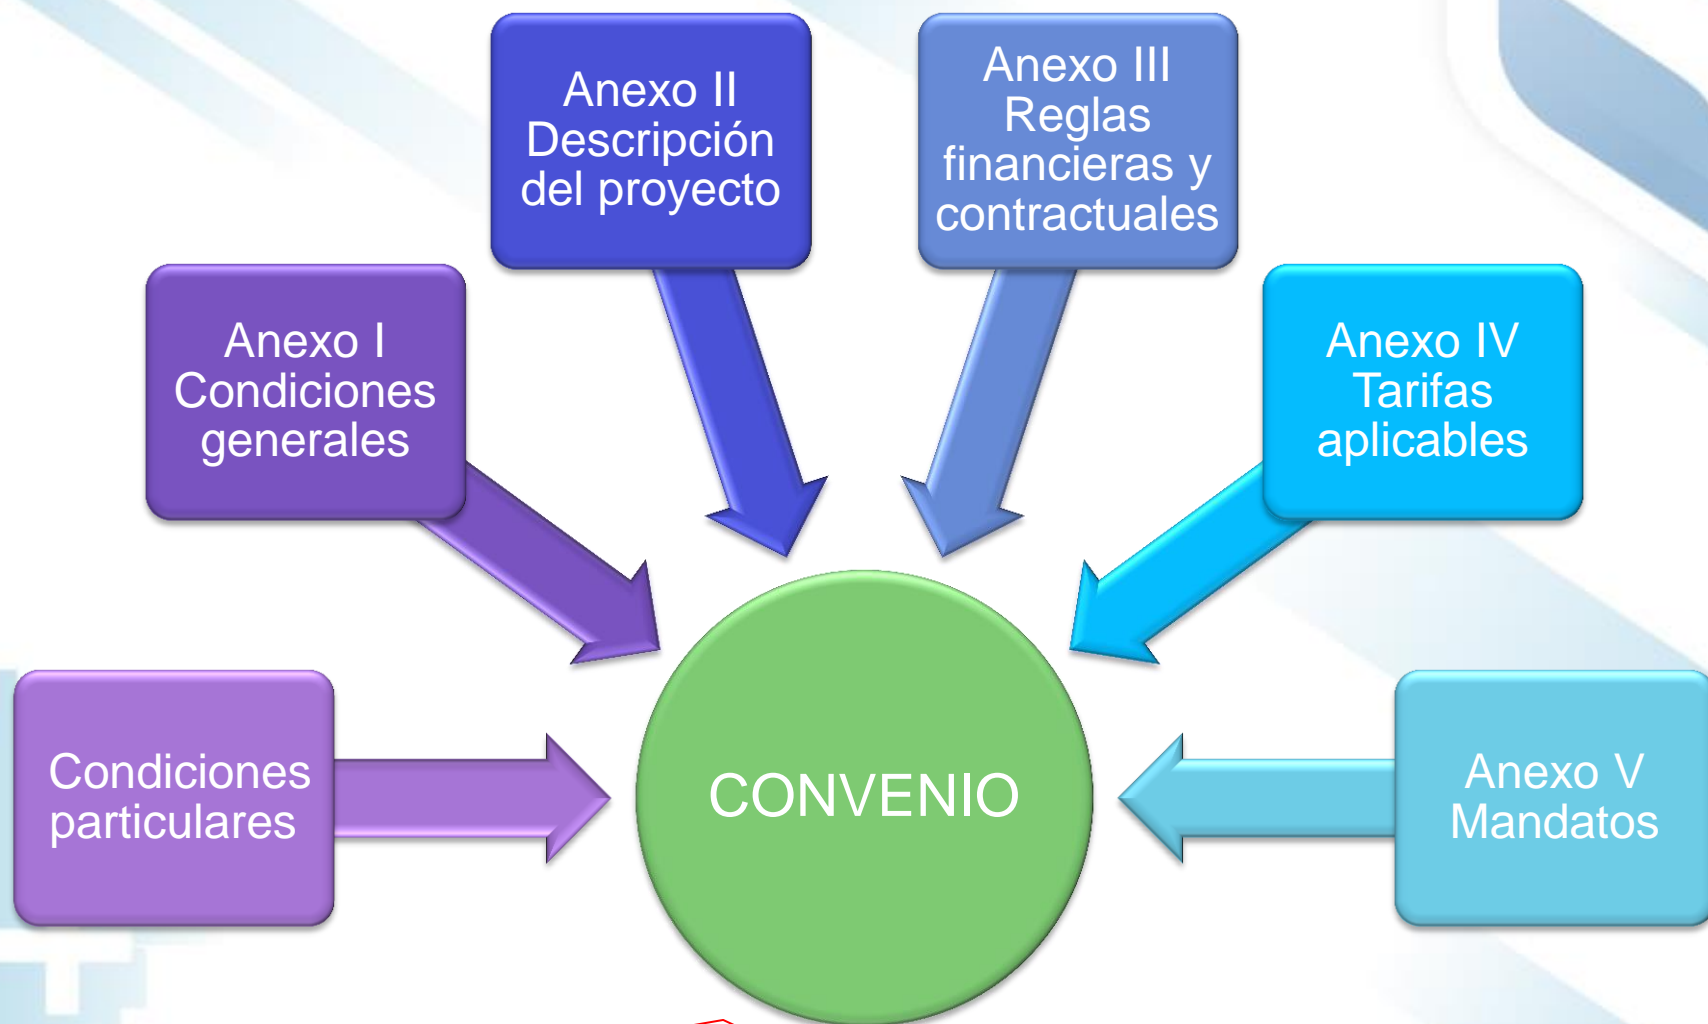 Anexo II
Descripción
del proyecto
Anexo III
Reglas
financieras y
contractuales
Anexo I
Condiciones
generales
Anexo IV
Tarifas
aplicables
Condiciones
particulares
CONVENIO
Anexo V
Mandatos